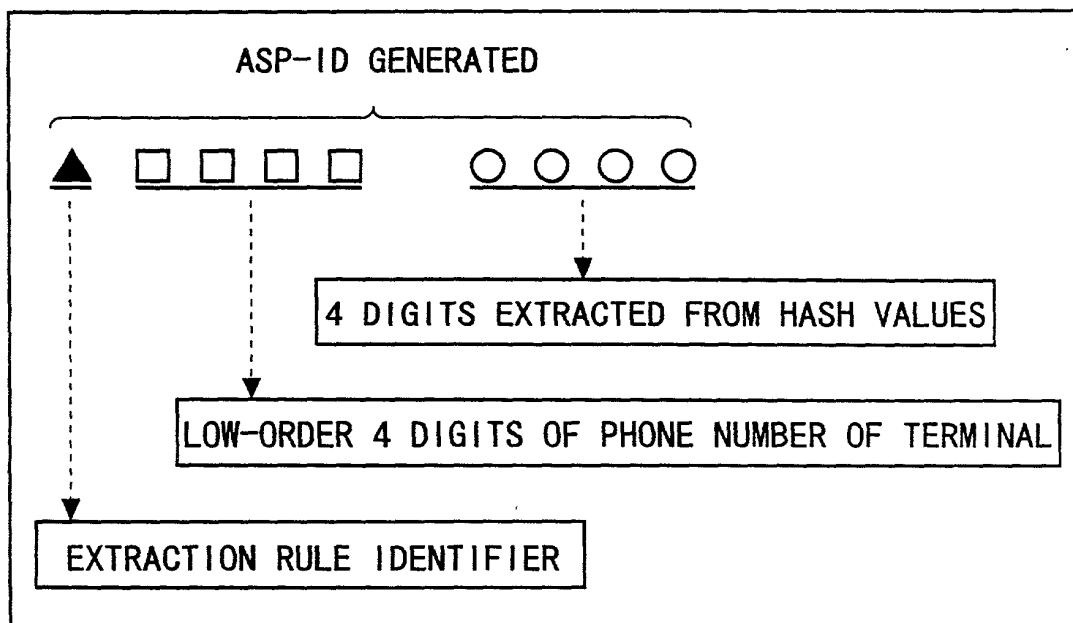 ASP-ID GENERATED
4 DIGITS EXTRACTED FROM HASH VALUES
LOW-ORDER 4 DIGITS OF PHONE NUMBER OF TERMINAL
EXTRACTION RULE IDENTIFIER